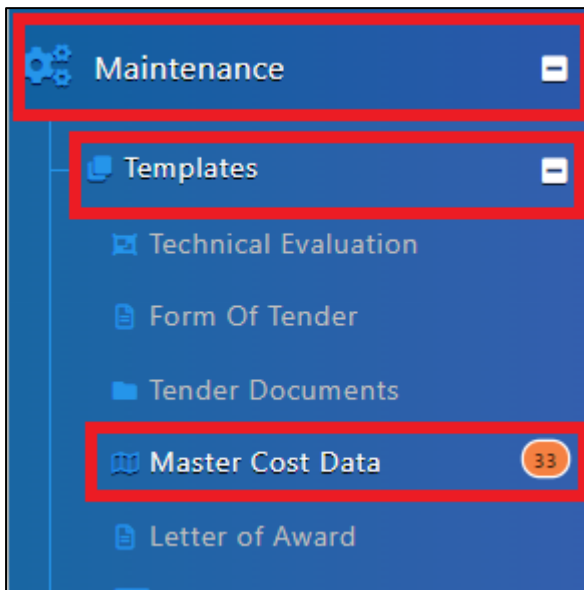 Maintenance
Templates
Technical Evaluation
Form Of Tender
Tender Documents
Master Cost Data 33
Letter of Award